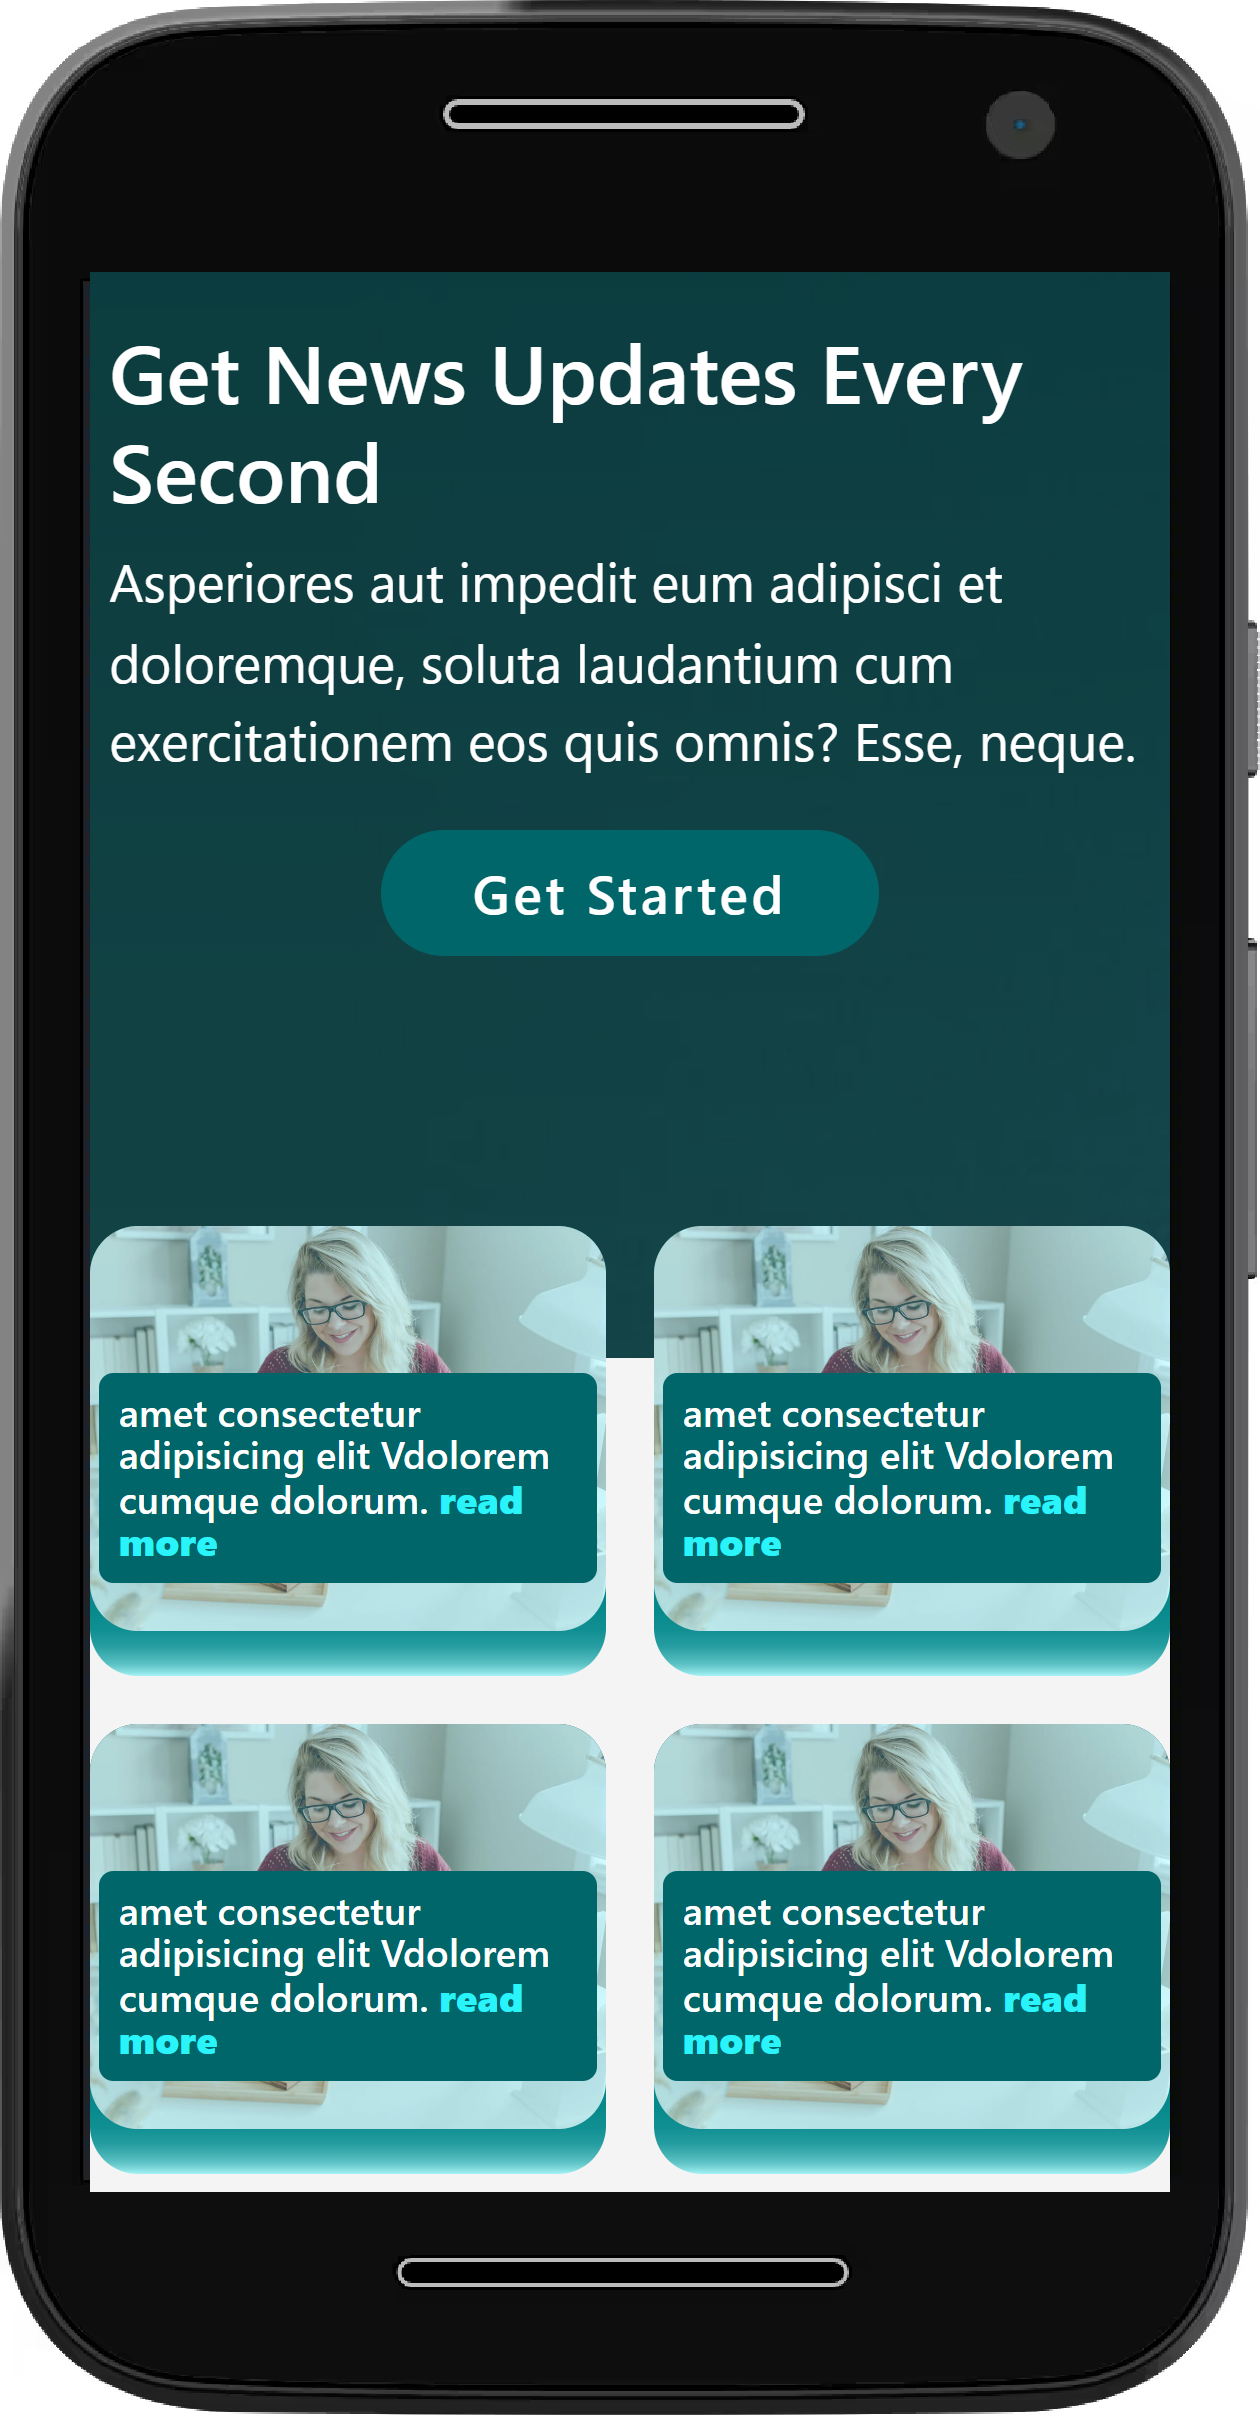 Get News Updates Every
Second
Asperiores aut impedit eum adipisci et
doloremque, soluta laudantium cum
exercitationem eos quis omnis? Esse, neque.
Get Started
amet consectetur
adipisicing elit Vdolorem
cumque dolorum. read
more
amet consectetur
adipisicing elit Vdolorem
cumque dolorum. read
more
amet consectetur
adipisicing elit Vdolorem
cumque dolorum. read
more
amet consectetur
adipisicing elit Vdolorem
cumque dolorum. read
more